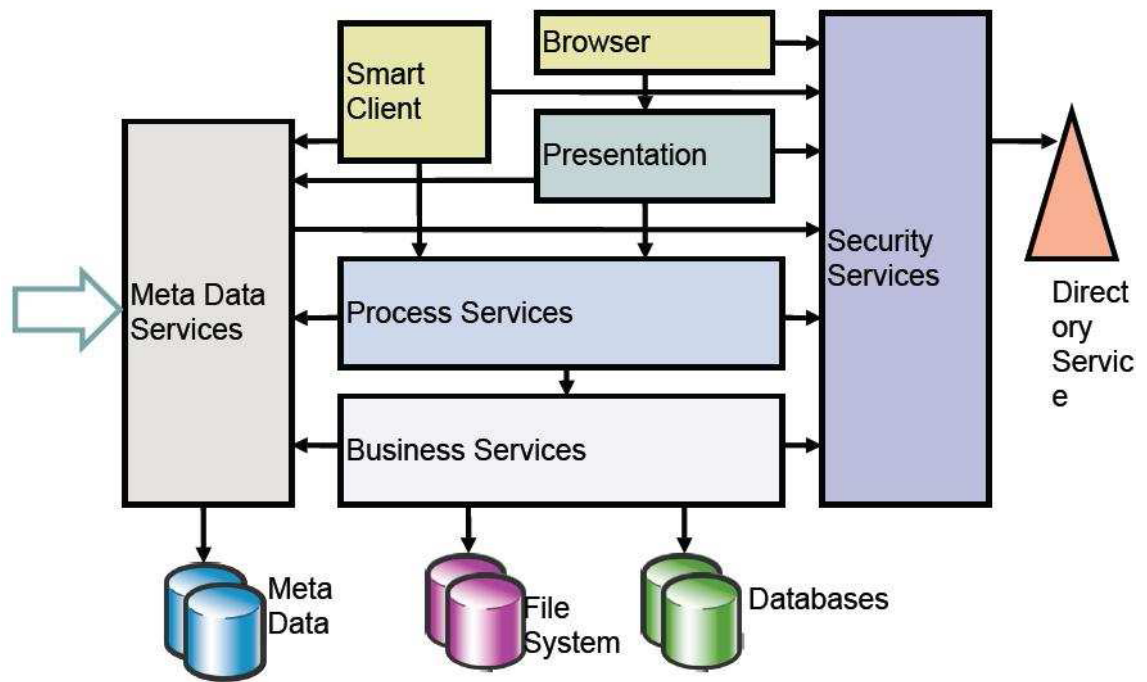 Browser
Smart
Client
Presentation
Security
Services
Meta Data
Services
Process Services
Direct
ory
Servic
e
Business Services
Meta
Data
File
System
Databases